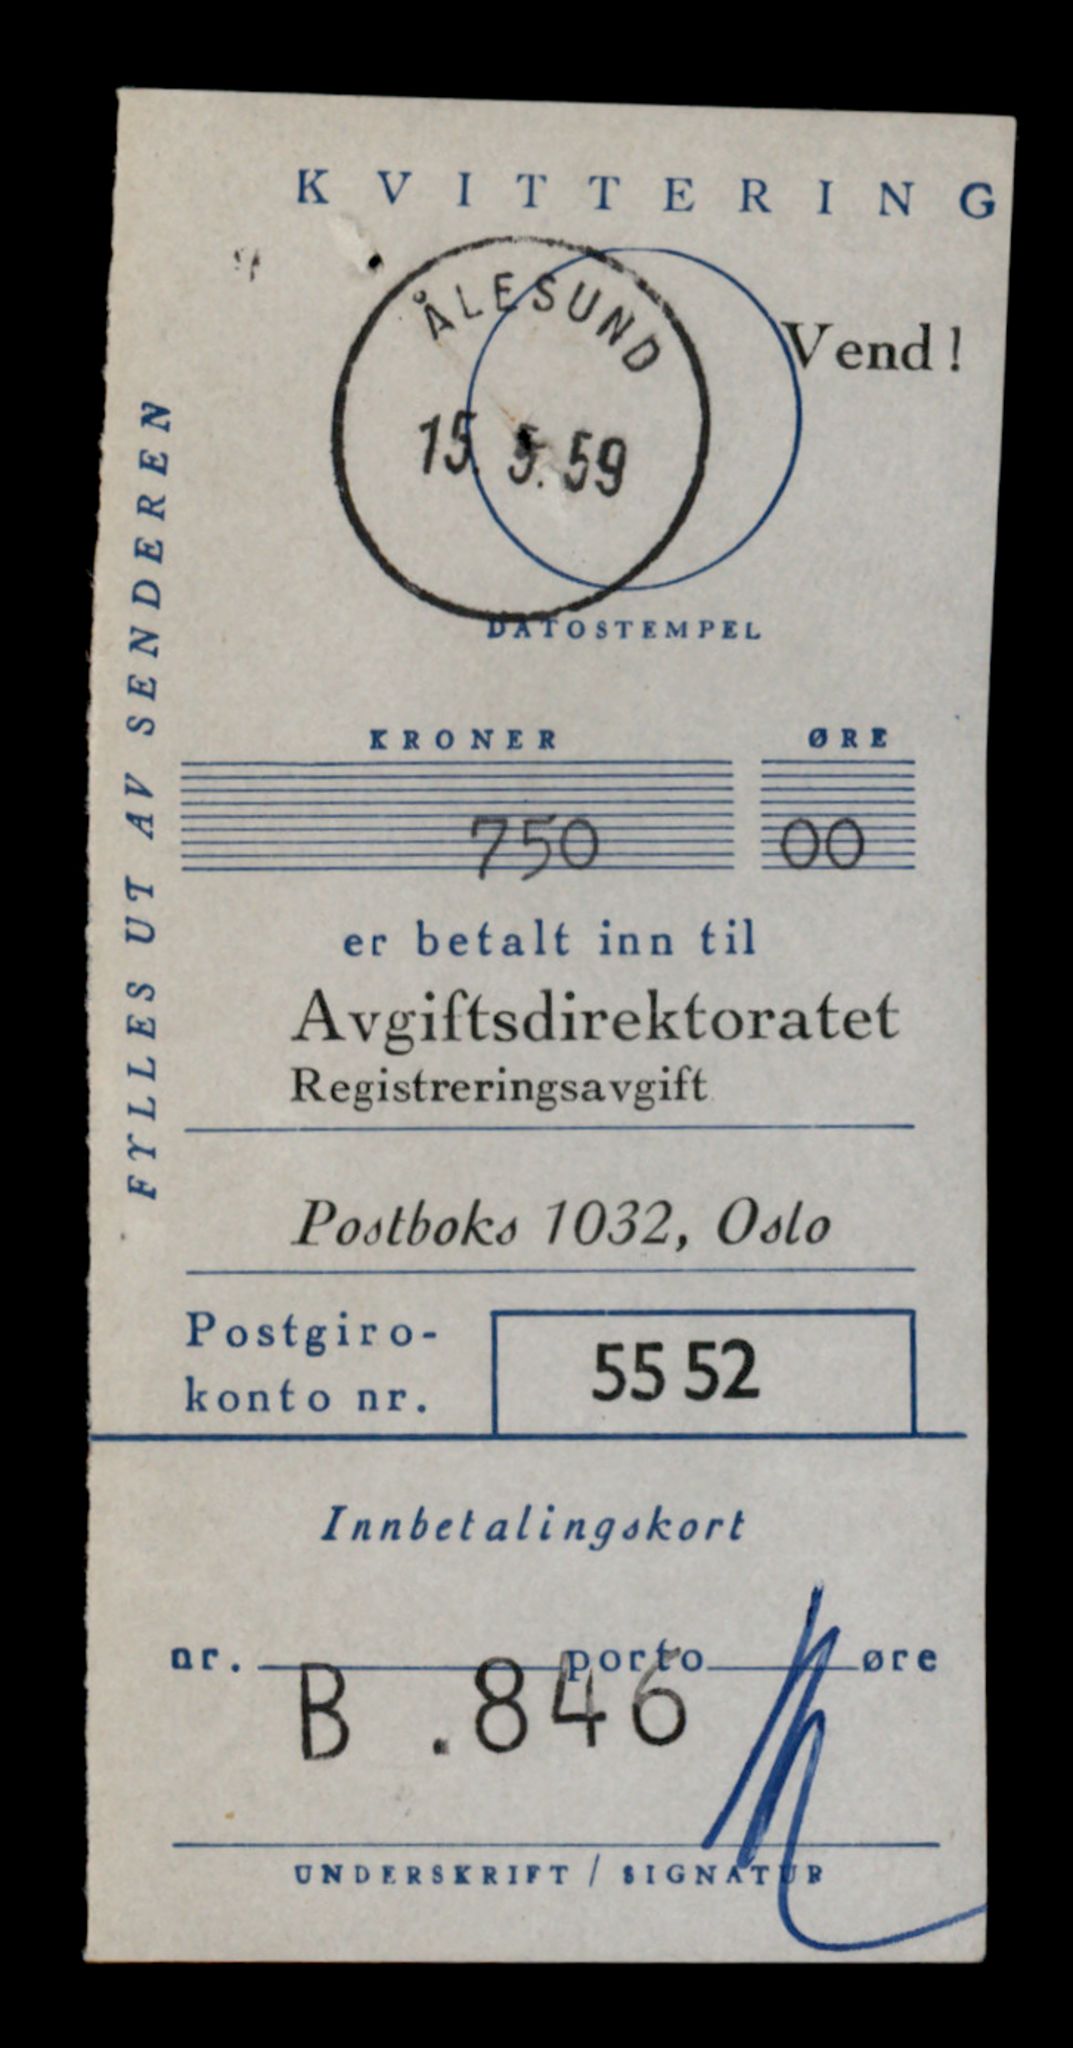 KVITTERING
ÅLESUND
15. 5. 59
Vend!
DATOSTEMPEL
FYLLES UT AV SENDEREN
KRONER ØRE
750 00
er betalt inn til
Avgiftsdirektoratet
Registreringsavgift
Postboks 1032, Oslo
Postgiro-
konto nr.
55 52
Innbetalingskort
nr. porto øre
B .846
UNDERSKRIFT / SIGNATUR